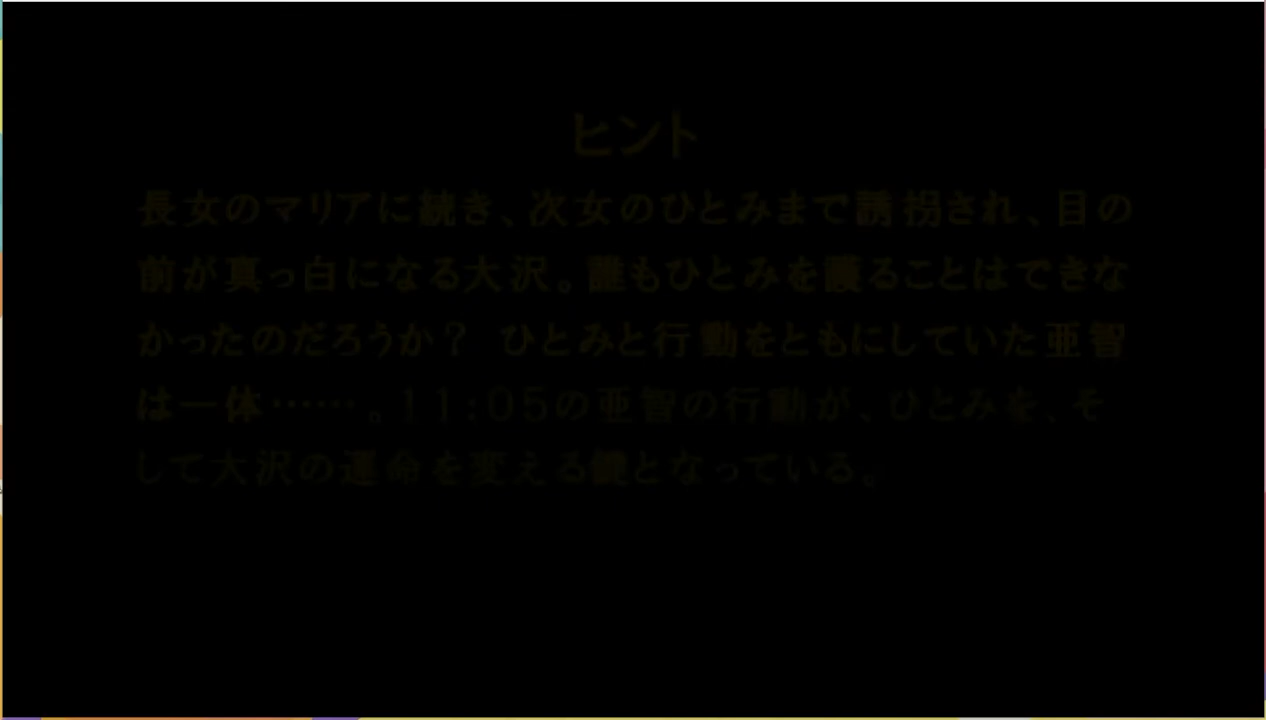 ヒント
長女のマリアに続き、次女のひとみまで誘拐され、目の
前が真っ白になる大沢。誰もひとみを護ることはできな
かったのだろうか？ ひとみと行動をともにしていた亜智
は一体……。11:05の亜智の行動が、ひとみを、そ
して大沢の運命を変える鍵となっている。